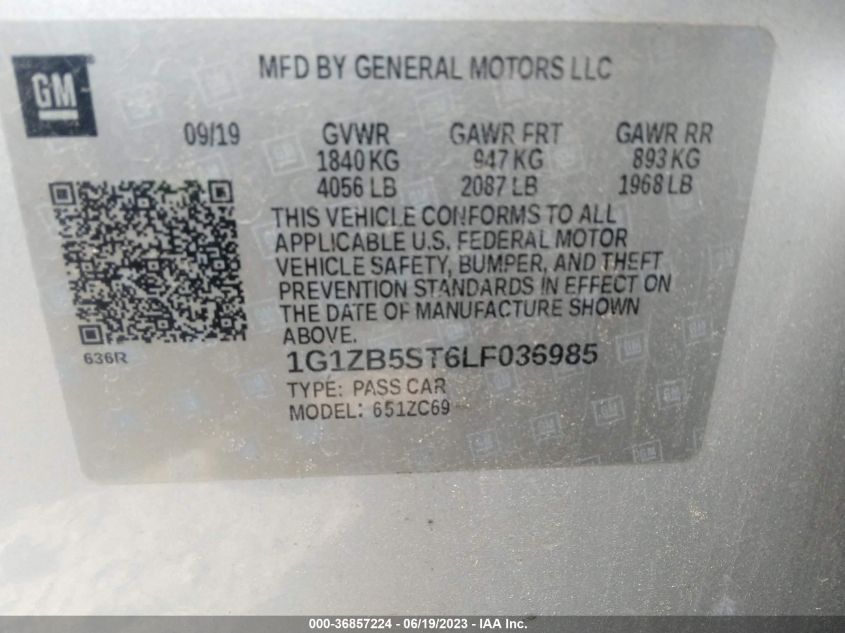 GM
MFD BY GENERAL MOTORS LLC
09/19 GVWR GAWR FRT GAWR RR
1840 KG 947 KG 893 KG
4056 LB 2087 LB 1968 LB
THIS VEHICLE CONFORMS TO ALL
APPLICABLE U.S. FEDERAL MOTOR
VEHICLE SAFETY, BUMPER, AND THEFT
PREVENTION STANDARDS IN EFFECT ON
THE DATE OF MANUFACTURE SHOWN
ABOVE.
636R
1G1ZB5ST6LF036985
TYPE: PASS CAR
MODEL: 651ZC69
000-36857224 - 06/19/2023 - IAA Inc.